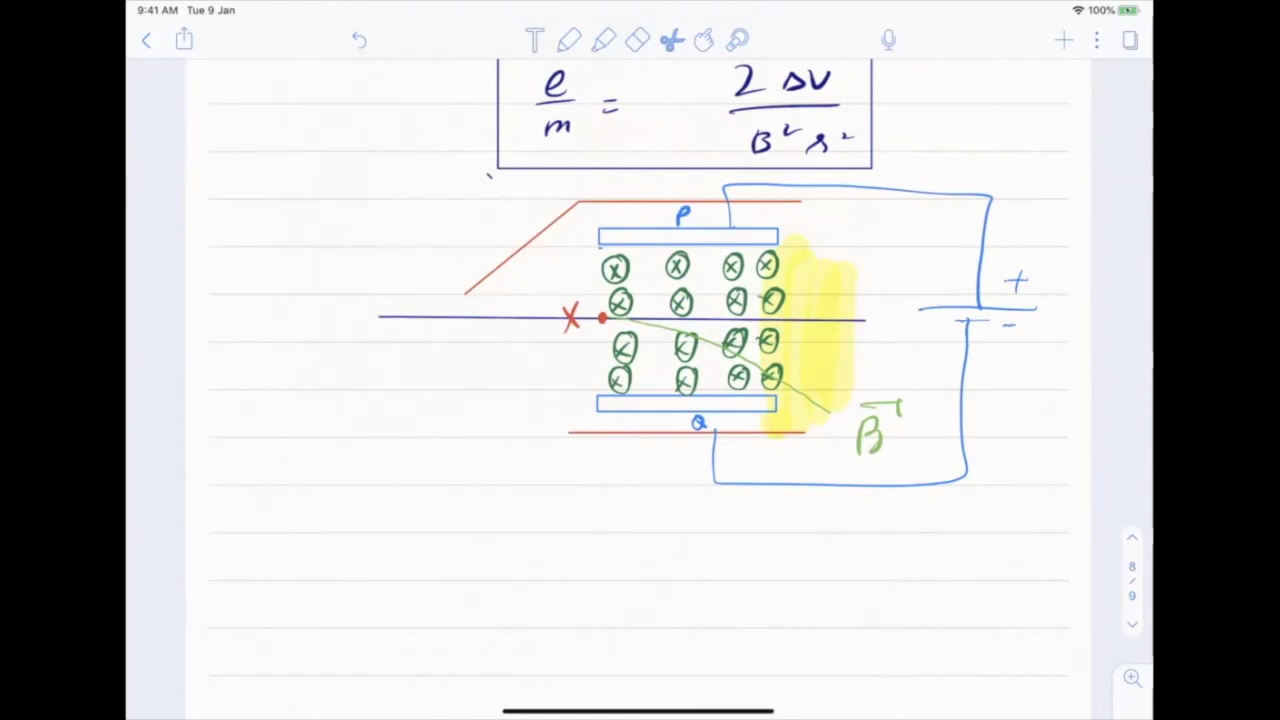 9:41 AM Tue 9 Jan
100%
e/m = 2 ΔV / B² r²
P
+
-
X
Q
B
8
/
9